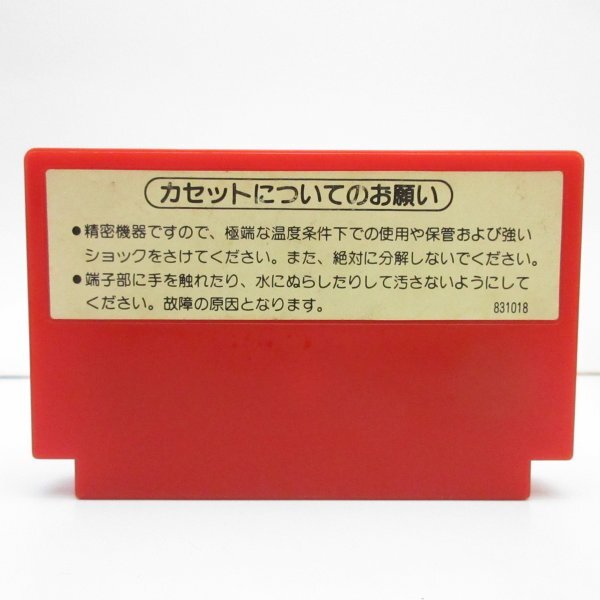 カセットについてのお願い
●精密機器ですので、極端な温度条件下での使用や保管および強い
ショックをさけてください。また、絶対に分解しないでください。
●端子部に手を触れたり、水にぬらしたりして汚さないようにして
ください。故障の原因となります。
831018